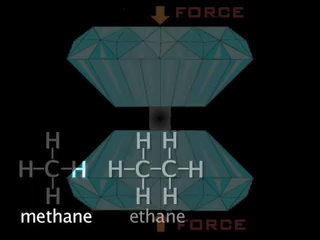 FORCE
H H H
H-C-H H-C-C-H
H H H
methane ethane
FORCE